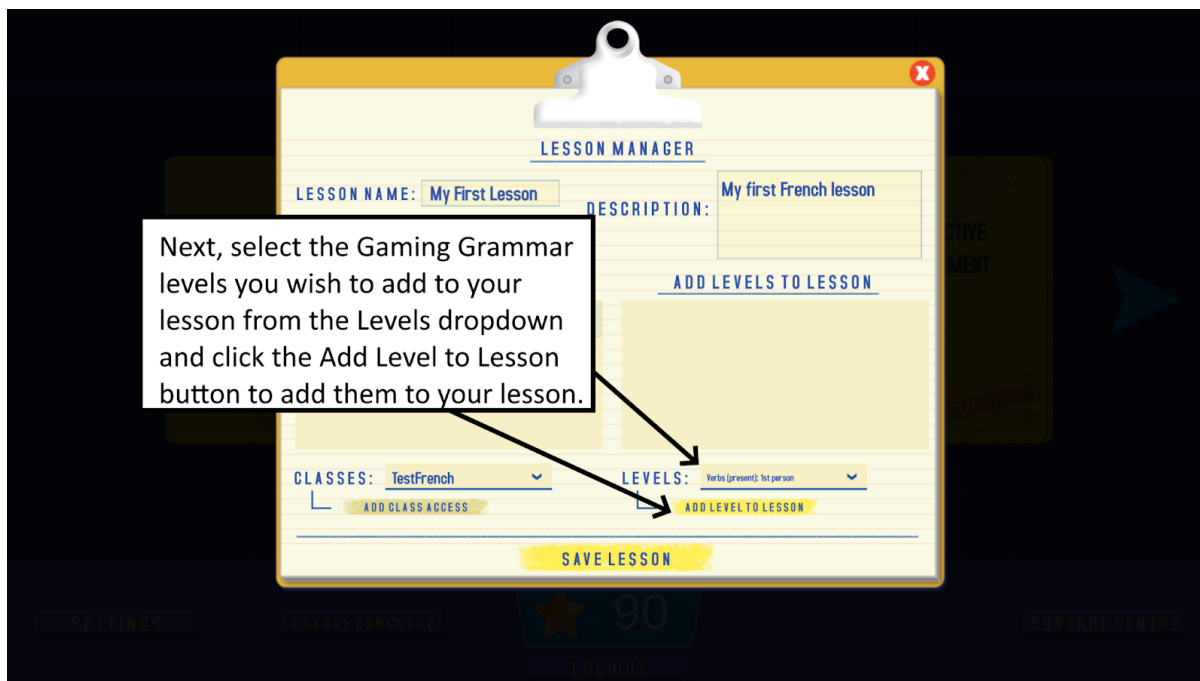 LESSON MANAGER
LESSON NAME: My First Lesson
DESCRIPTION: My first French lesson
Next, select the Gaming Grammar
levels you wish to add to your
lesson from the Levels dropdown
and click the Add Level to Lesson
button to add them to your lesson.
ADD LEVELS TO LESSON
CLASSES: TestFrench
ADD CLASS ACCESS
LEVELS: Verbs (present): 1st person
ADD LEVEL TO LESSON
SAVE LESSON
SETTINGS
CHANGE LANGUAGE
90
LOG OUT
CONTROL CENTRE